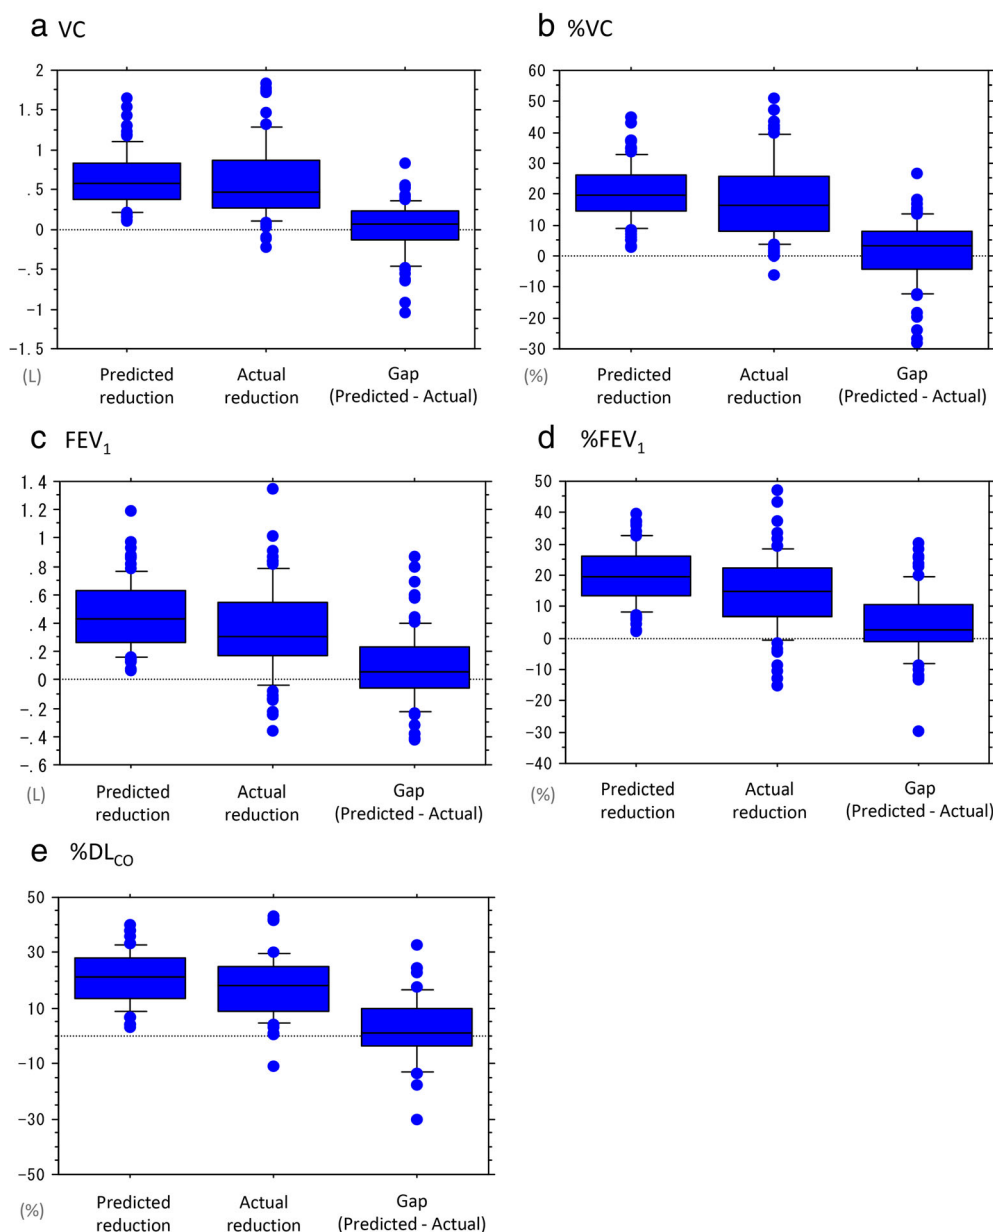 a VC
2
1.5
1
.5
0
-.5
-1
-1.5
(L)
Predicted reduction
Actual reduction
Gap (Predicted - Actual)
b %VC
60
50
40
30
20
10
0
-10
-20
-30
(%)
Predicted reduction
Actual reduction
Gap (Predicted - Actual)
c FEV1
1.4
1.2
1
.8
.6
.4
.2
0
-.2
-.4
-.6
(L)
Predicted reduction
Actual reduction
Gap (Predicted - Actual)
d %FEV1
50
40
30
20
10
0
-10
-20
-30
-40
(%)
Predicted reduction
Actual reduction
Gap (Predicted - Actual)
e %DLCO
50
30
10
-10
-30
-50
(%)
Predicted reduction
Actual reduction
Gap (Predicted - Actual)